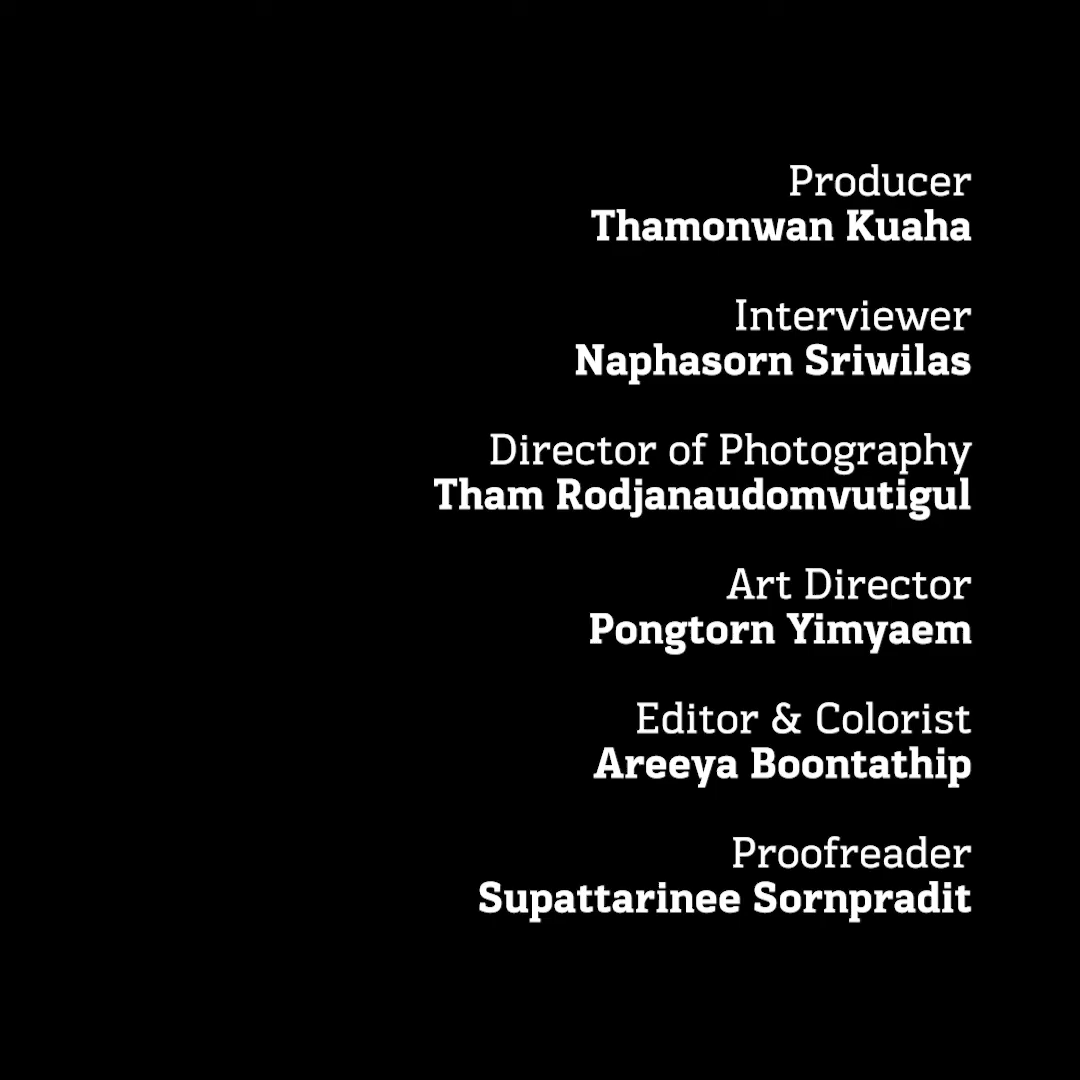 Producer
Thamonwan Kuaha
Interviewer
Naphasorn Sriwilas
Director of Photography
Tham Rodjanaudomvutigul
Art Director
Pongtorn Yimyaem
Editor & Colorist
Areeya Boontathip
Proofreader
Supattarinee Sornpradit